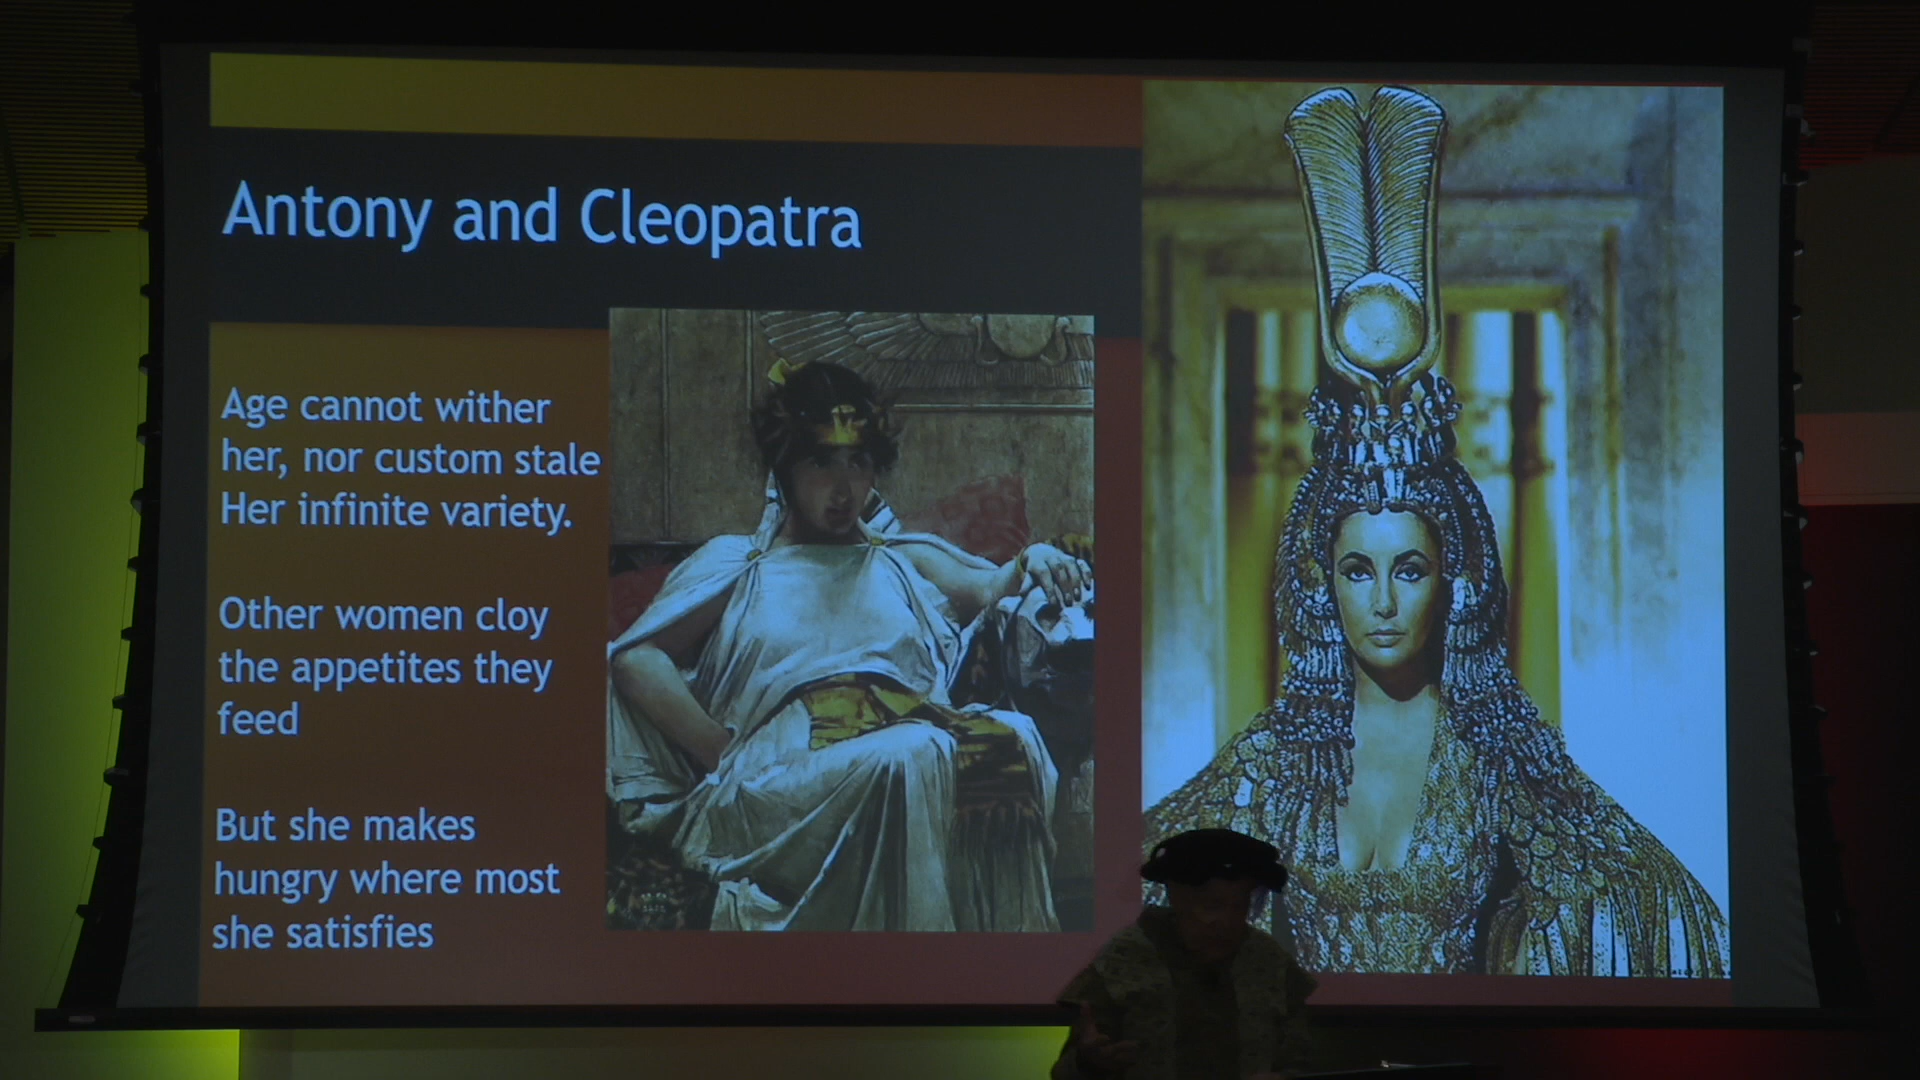 Antony and Cleopatra
Age cannot wither
her, nor custom stale
Her infinite variety.
Other women cloy
the appetites they
feed
But she makes
hungry where most
she satisfies